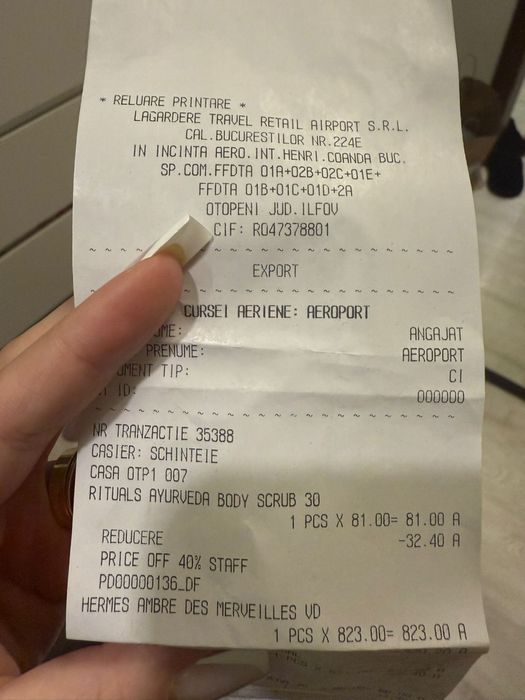 * RELUARE PRINTARE *
LAGARDERE TRAVEL RETAIL AIRPORT S.R.L.
CAL.BUCURESTILOR NR.224E
IN INCINTA AERO.INT.HENRI.COANDA BUC.
SP.COM.FFDTA 01A+02B+02C+01E+
FFDTA 01B+01C+01D+2A
OTOPENI JUD.ILFOV
CIF: RO47378801
~ ~ ~ ~ ~ ~ ~ ~ ~ ~ ~ ~ ~ ~ ~ ~ ~ ~ ~
EXPORT
~ ~ ~ ~ ~ ~ ~ ~ ~ ~ ~ ~ ~ ~ ~ ~ ~ ~ ~
CURSEI AERIENE: AEROPORT
UME: ANGAJAT
PRENUME: AEROPORT
UMENT TIP: CI
ID: 000000
~ ~ ~ ~ ~ ~ ~ ~ ~ ~ ~ ~ ~ ~ ~ ~ ~ ~ ~
NR TRANZACTIE 35388
CASIER: SCHINTEIE
CASA OTP1 007
RITUALS AYURVEDA BODY SCRUB 30
1 PCS X 81.00= 81.00 A
REDUCERE -32.40 A
PRICE OFF 40% STAFF
PD00000136_DF
HERMES AMBRE DES MERVEILLES VD
1 PCS X 823.00= 823.00 A